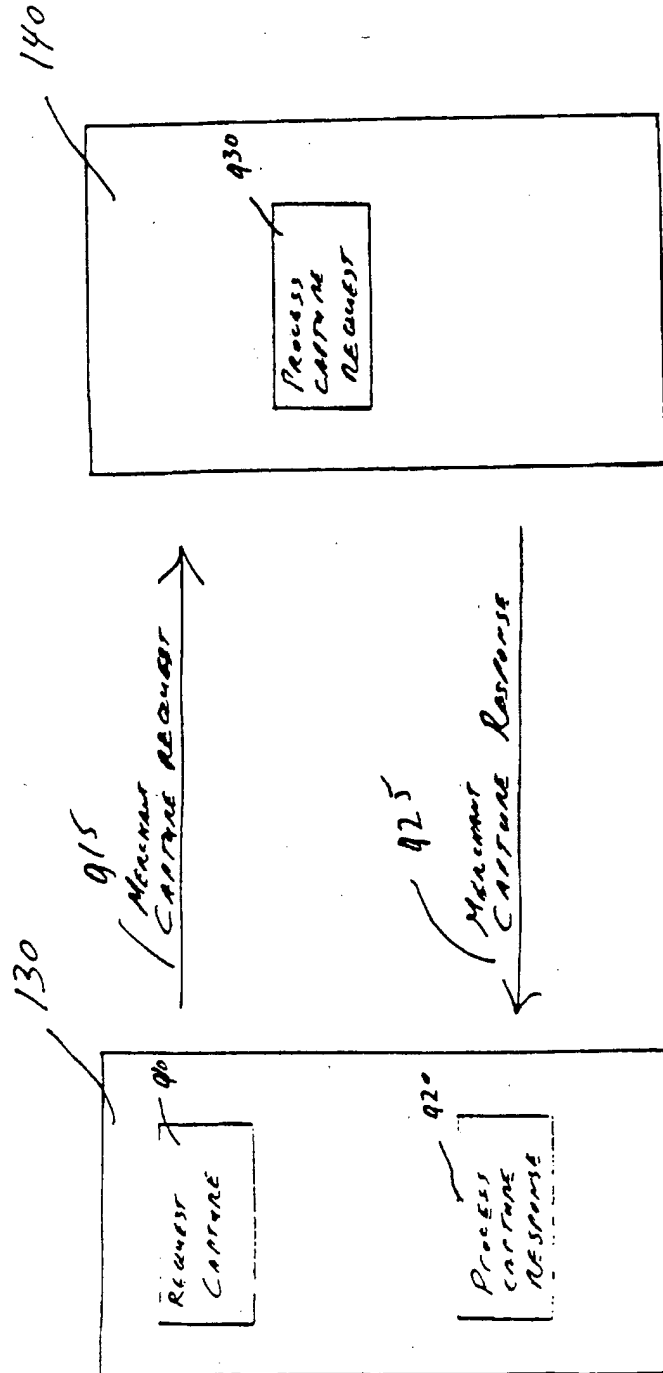 130
REQUEST
CAPTURE
910
PROCESS
CAPTURE
RESPONSE
920
915
MERCHANT
CAPTURE REQUEST
925
MERCHANT
CAPTURE RESPONSE
140
PROCESS
CAPTURE
REQUEST
930